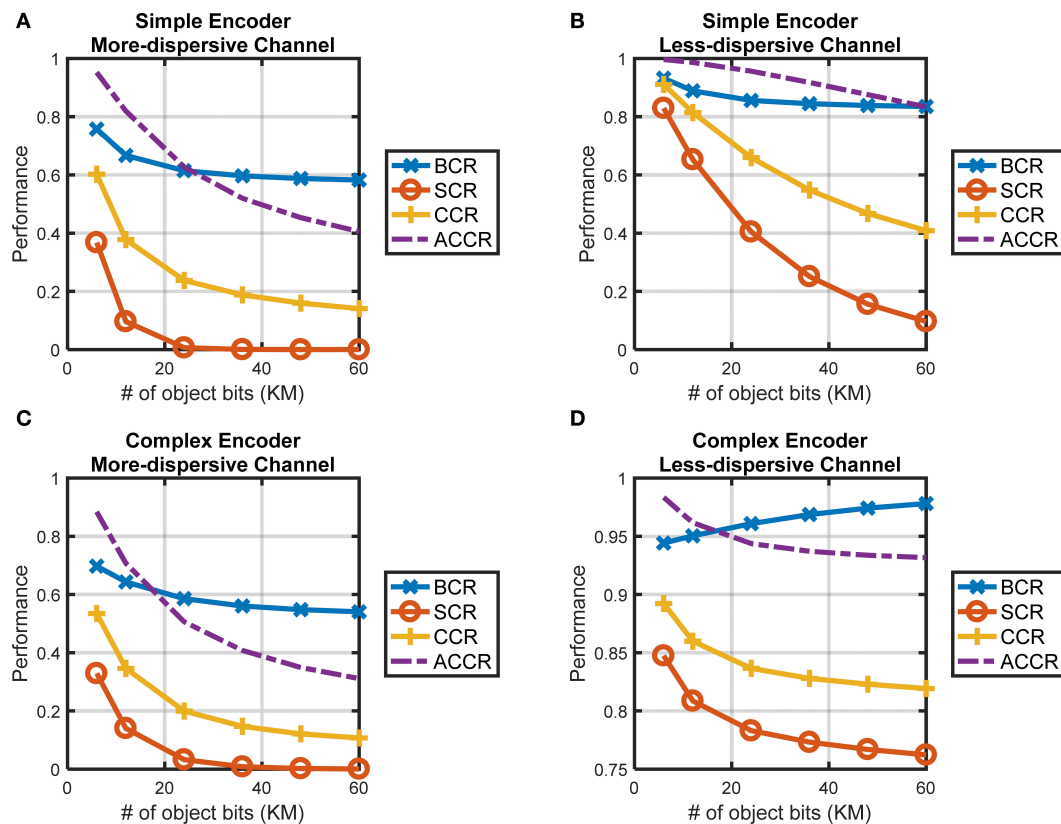 A
Simple Encoder
More-dispersive Channel
1
0.8
0.6
0.4
0.2
0
Performance
0
20
40
60
# of object bits (KM)
BCR
SCR
CCR
ACCR
B
Simple Encoder
Less-dispersive Channel
1
0.8
0.6
0.4
0.2
0
Performance
0
20
40
60
# of object bits (KM)
BCR
SCR
CCR
ACCR
C
Complex Encoder
More-dispersive Channel
1
0.8
0.6
0.4
0.2
0
Performance
0
20
40
60
# of object bits (KM)
BCR
SCR
CCR
ACCR
D
Complex Encoder
Less-dispersive Channel
1
0.95
0.9
0.85
0.8
0.75
Performance
0
20
40
60
# of object bits (KM)
BCR
SCR
CCR
ACCR